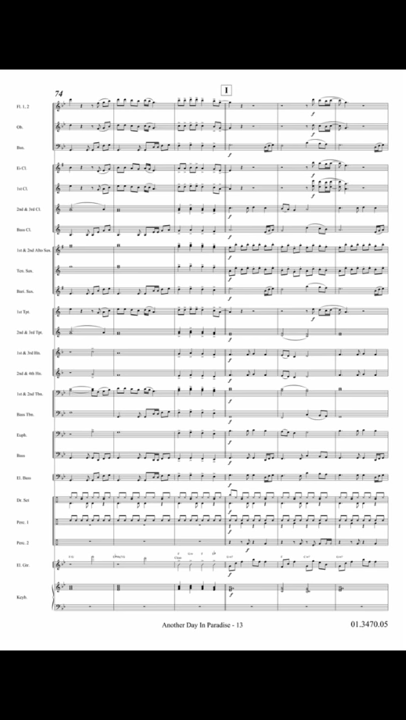 74
I
Fl. 1, 2
Ob.
Bsn.
E♭ Cl.
1st Cl.
2nd & 3rd Cl.
Bass Cl.
1st & 2nd Alto Sax.
Ten. Sax.
Bari. Sax.
1st Tpt.
2nd & 3rd Tpt.
1st & 3rd Hn.
2nd & 4th Hn.
1st & 2nd Tbn.
Bass Tbn.
Euph.
Bass
El. Bass
Dr. Set
Perc. 1
Perc. 2
El. Gtr.
Keyb.
Another Day In Paradise - 13
01.3470.05